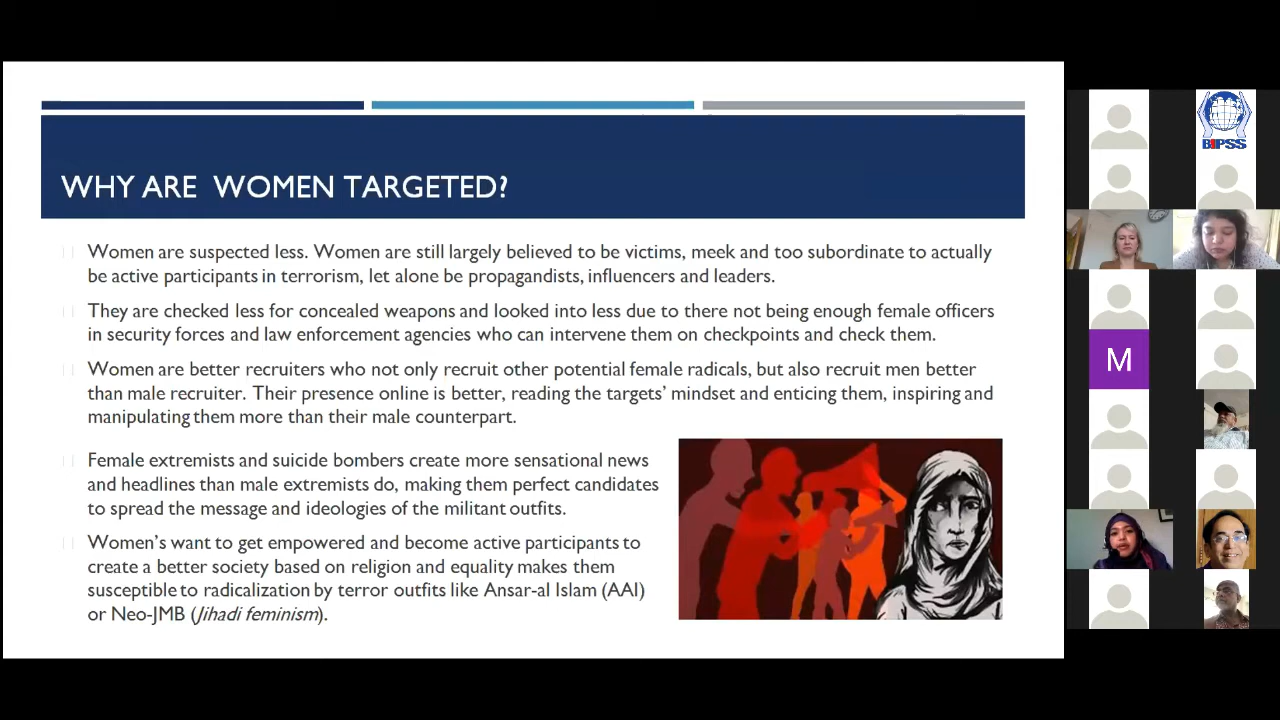 WHY ARE WOMEN TARGETED?
Women are suspected less. Women are still largely believed to be victims, meek and too subordinate to actually
be active participants in terrorism, let alone be propagandists, influencers and leaders.
They are checked less for concealed weapons and looked into less due to there not being enough female officers
in security forces and law enforcement agencies who can intervene them on checkpoints and check them.
Women are better recruiters who not only recruit other potential female radicals, but also recruit men better
than male recruiter. Their presence online is better, reading the targets' mindset and enticing them, inspiring and
manipulating them more than their male counterpart.
Female extremists and suicide bombers create more sensational news
and headlines than male extremists do, making them perfect candidates
to spread the message and ideologies of the militant outfits.
Women's want to get empowered and become active participants to
create a better society based on religion and equality makes them
susceptible to radicalization by terror outfits like Ansar-al Islam (AAI)
or Neo-JMB (Jihadi feminism).
BIPSS
M